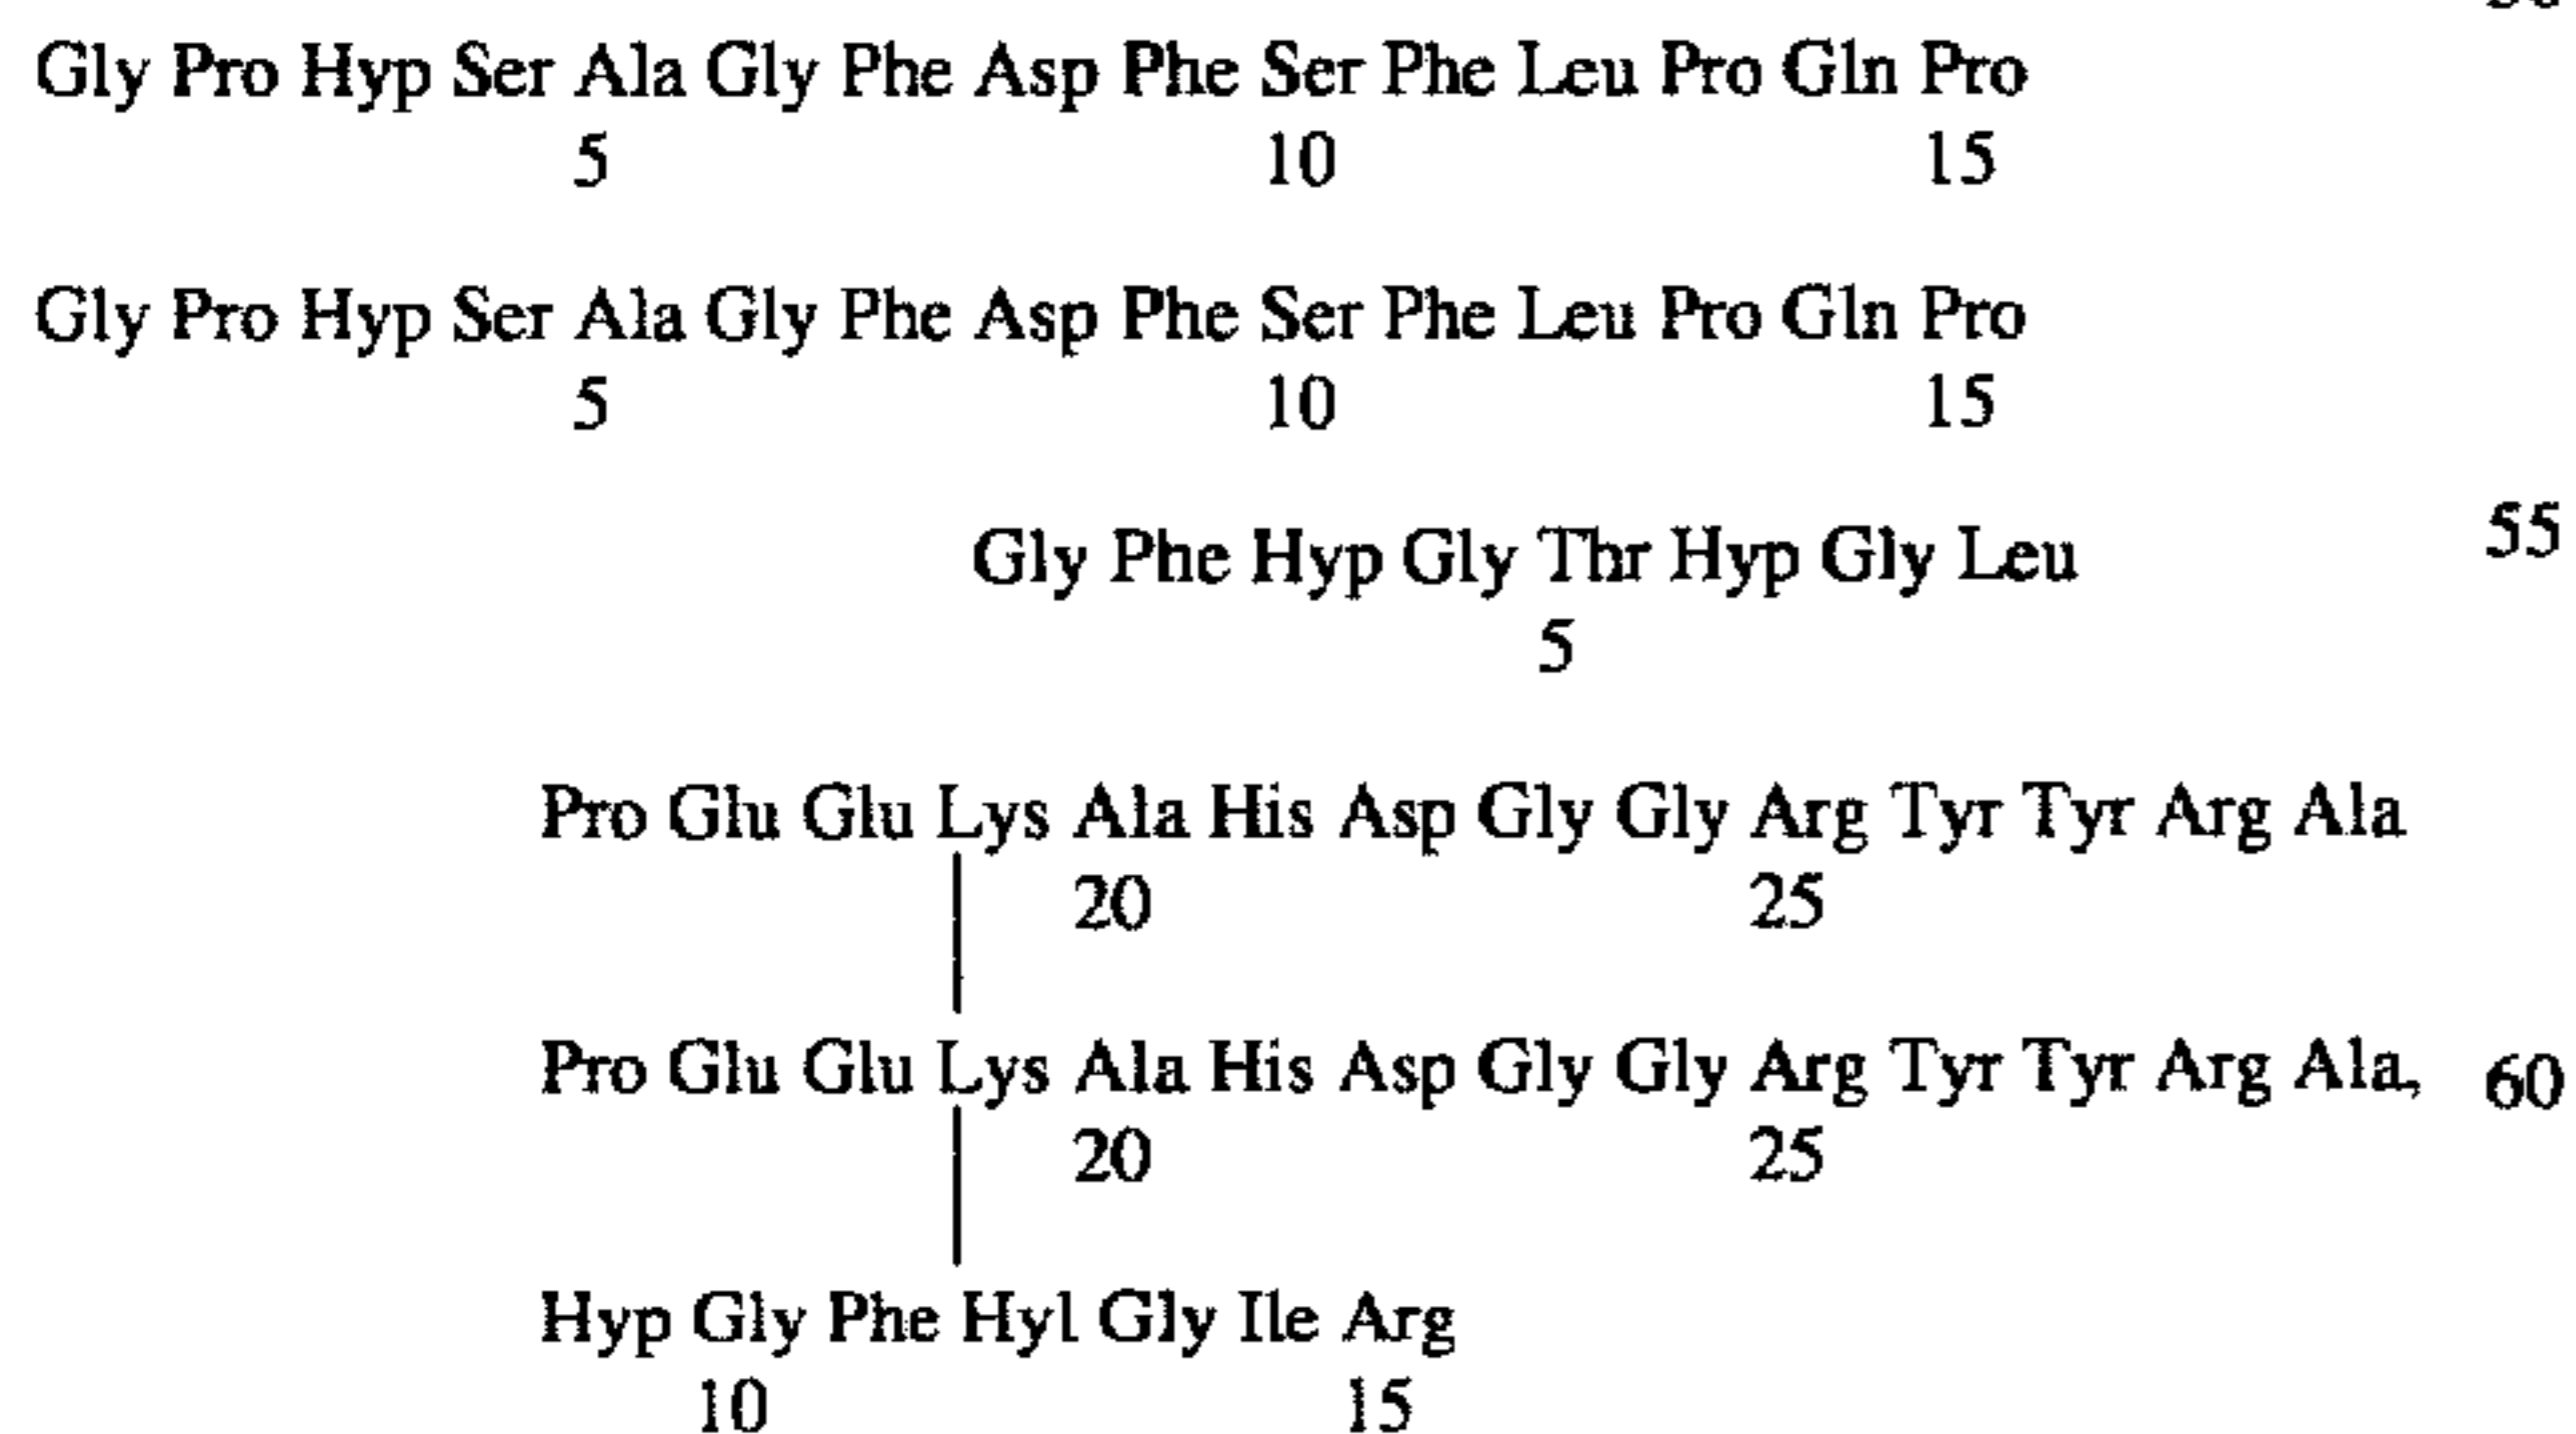 Gly Pro Hyp Ser Ala Gly Phe Asp Phe Ser Phe Leu Pro Gln Pro
5 10 15
Gly Pro Hyp Ser Ala Gly Phe Asp Phe Ser Phe Leu Pro Gln Pro
5 10 15
Gly Phe Hyp Gly Thr Hyp Gly Leu 55
5
Pro Glu Glu Lys Ala His Asp Gly Gly Arg Tyr Tyr Arg Ala
20 25
Pro Glu Glu Lys Ala His Asp Gly Gly Arg Tyr Tyr Arg Ala, 60
20 25
Hyp Gly Phe Hyl Gly Ile Arg
10 15